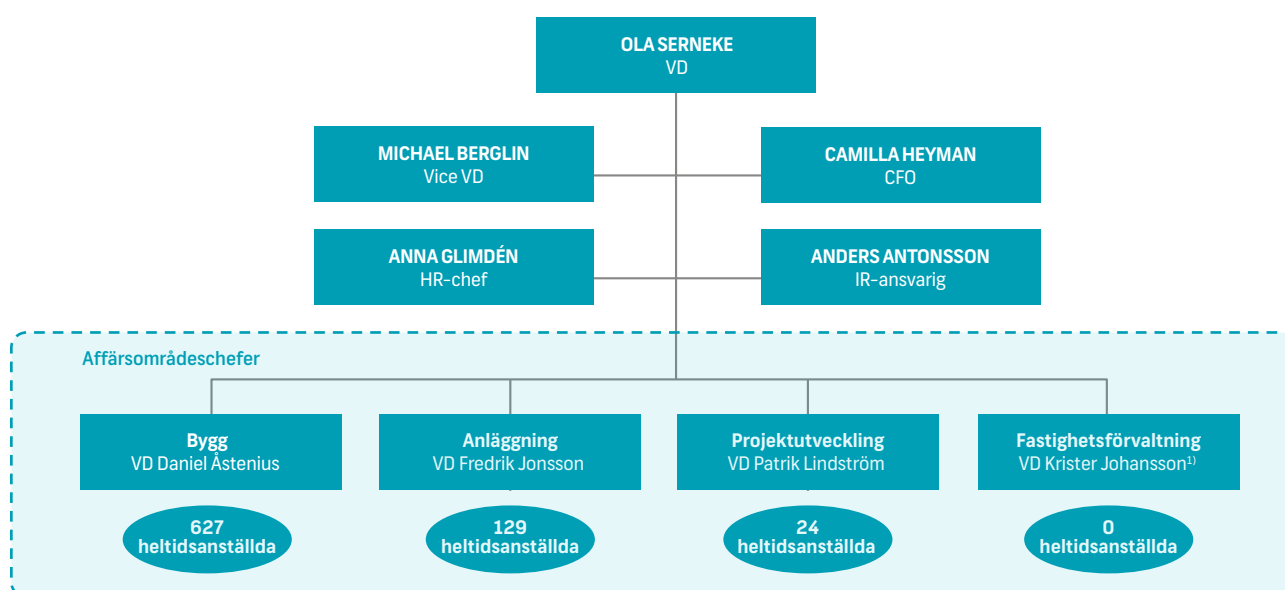 OLA SERNEKE
VD
MICHAEL BERGLIN
Vice VD
CAMILLA HEYMAN
CFO
ANNA GLIMDÉN
HR-chef
ANDERS ANTONSSON
IR-ansvarig
Affärsområdeschefer
Bygg
VD Daniel Åstenius
Anläggning
VD Fredrik Jonsson
Projektutveckling
VD Patrik Lindström
Fastighetsförvaltning
VD Krister Johansson¹⁾
627
heltidsanställda
129
heltidsanställda
24
heltidsanställda
0
heltidsanställda